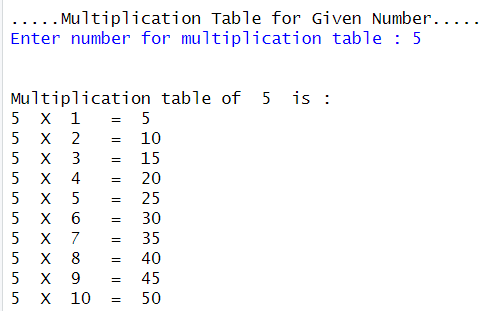 .....Multiplication Table for Given Number.....
Enter number for multiplication table : 5
Multiplication table of  5  is :
5  X  1   =  5
5  X  2   =  10
5  X  3   =  15
5  X  4   =  20
5  X  5   =  25
5  X  6   =  30
5  X  7   =  35
5  X  8   =  40
5  X  9   =  45
5  X  10  =  50